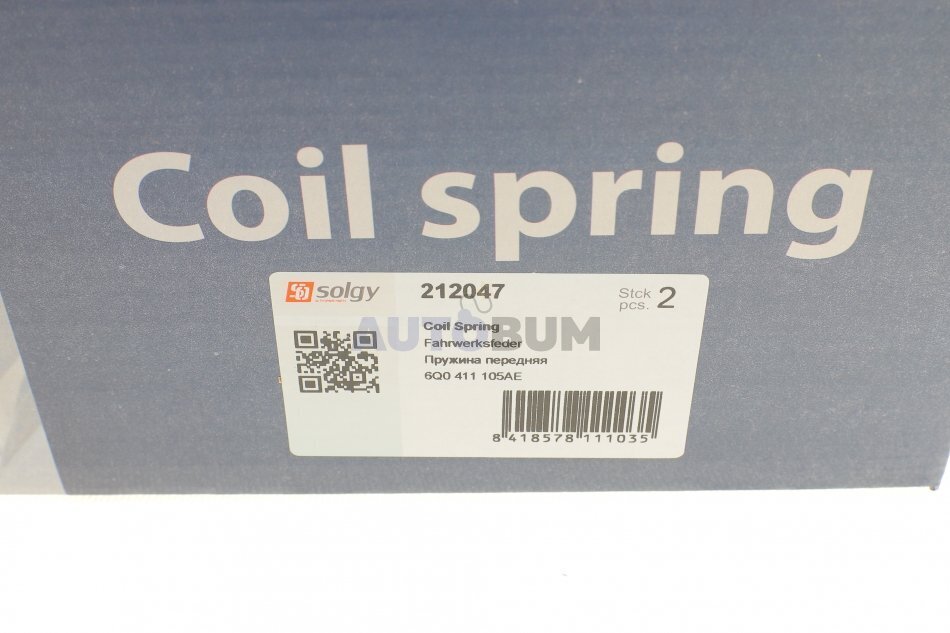 Coil spring
solgy
212047
Stck
pcs. 2
AUTOBUM
Coil Spring
Fahrwerksfeder
Пружина передняя
6Q0 411 105AE
8 418578 111035